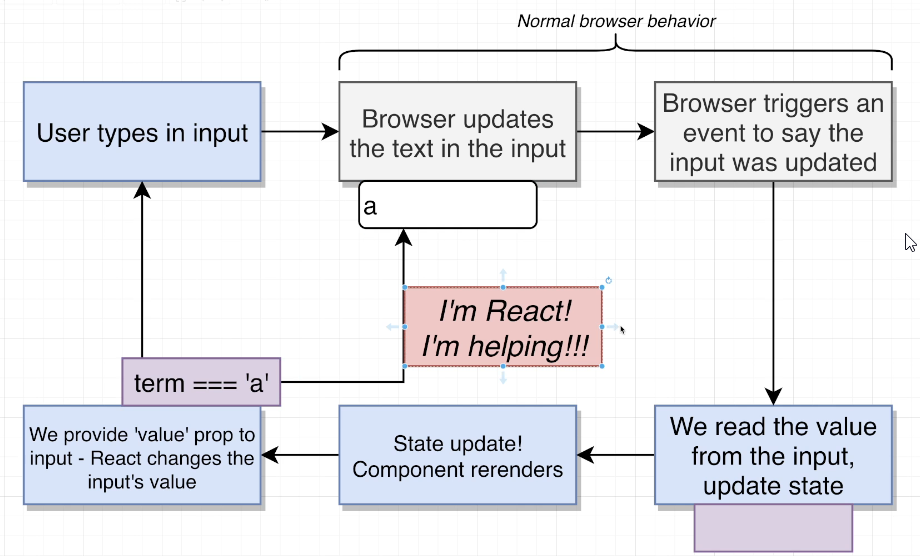 Normal browser behavior
User types in input
Browser updates
the text in the input
Browser triggers an
event to say the
input was updated
a
I'm React!
I'm helping!!!
term === 'a'
We provide 'value' prop to
input - React changes the
input's value
State update!
Component rerenders
We read the value
from the input,
update state